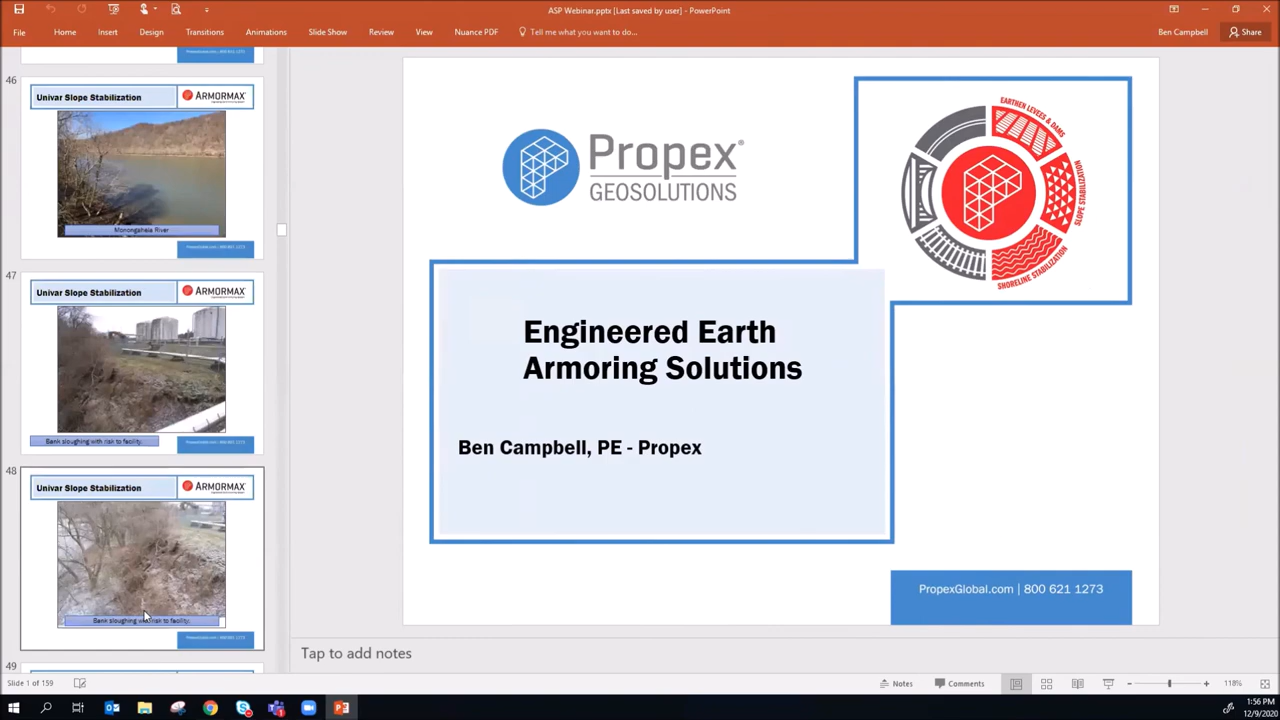 ASP Webinar.pptx [Last saved by user] - PowerPoint
File Home Insert Design Transitions Animations Slide Show Review View Nuance PDF Tell me what you want to do... Ben Campbell Share
46
Univar Slope Stabilization ARMORMAX
Monongahela River
47
Univar Slope Stabilization ARMORMAX
Bank sloughing with risk to facility.
48
Univar Slope Stabilization ARMORMAX
Bank sloughing with risk to facility.
49
Propex®
GEOSOLUTIONS
EARTHEN LEVEES & DAMS
SLOPE STABILIZATION
SHORELINE STABILIZATION
Engineered Earth
Armoring Solutions
Ben Campbell, PE - Propex
PropexGlobal.com | 800 621 1273
Tap to add notes
Slide 1 of 159 Notes Comments 118%
1:56 PM
12/9/2020